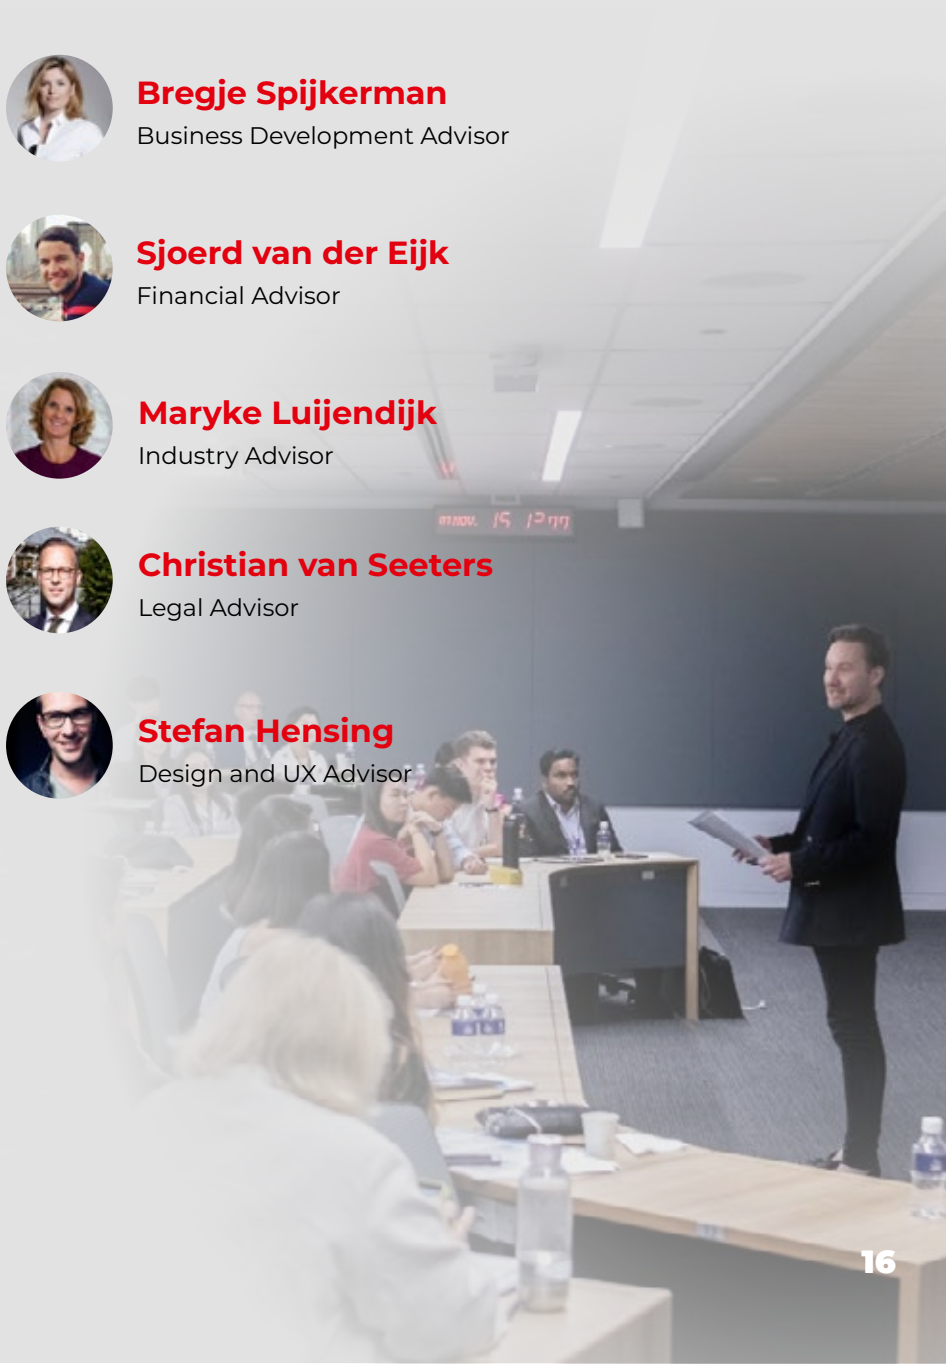 Bregje Spijkerman
Business Development Advisor
Sjoerd van der Eijk
Financial Advisor
Maryke Luijendijk
Industry Advisor
Christian van Seeters
Legal Advisor
Stefan Hensing
Design and UX Advisor
16